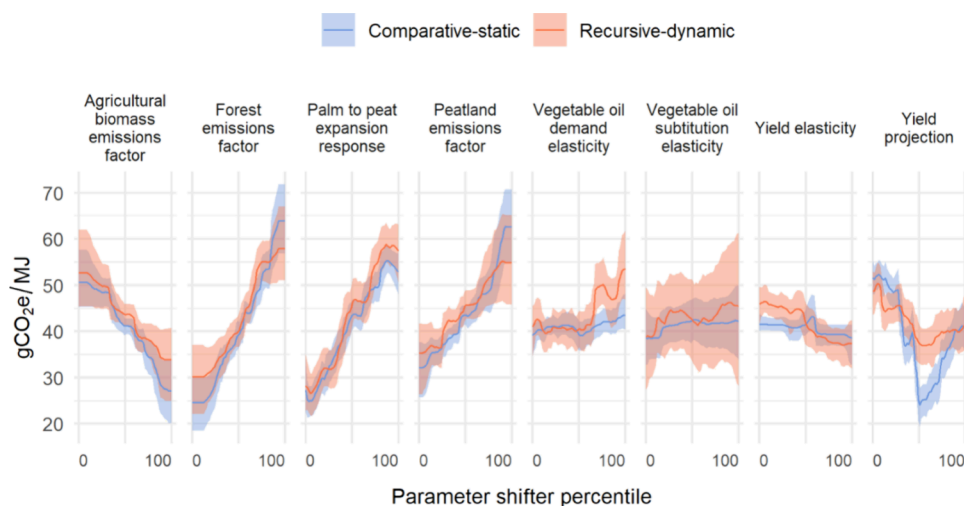 Comparative-static
Recursive-dynamic
Agricultural
biomass
emissions
factor
Forest
emissions
factor
Palm to peat
expansion
response
Peatland
emissions
factor
Vegetable oil
demand
elasticity
Vegetable oil
subtitution
elasticity
Yield elasticity
Yield
projection
gCO₂e/MJ
70
60
50
40
30
20
0 100 0 100 0 100 0 100 0 100 0 100 0 100 0 100
Parameter shifter percentile